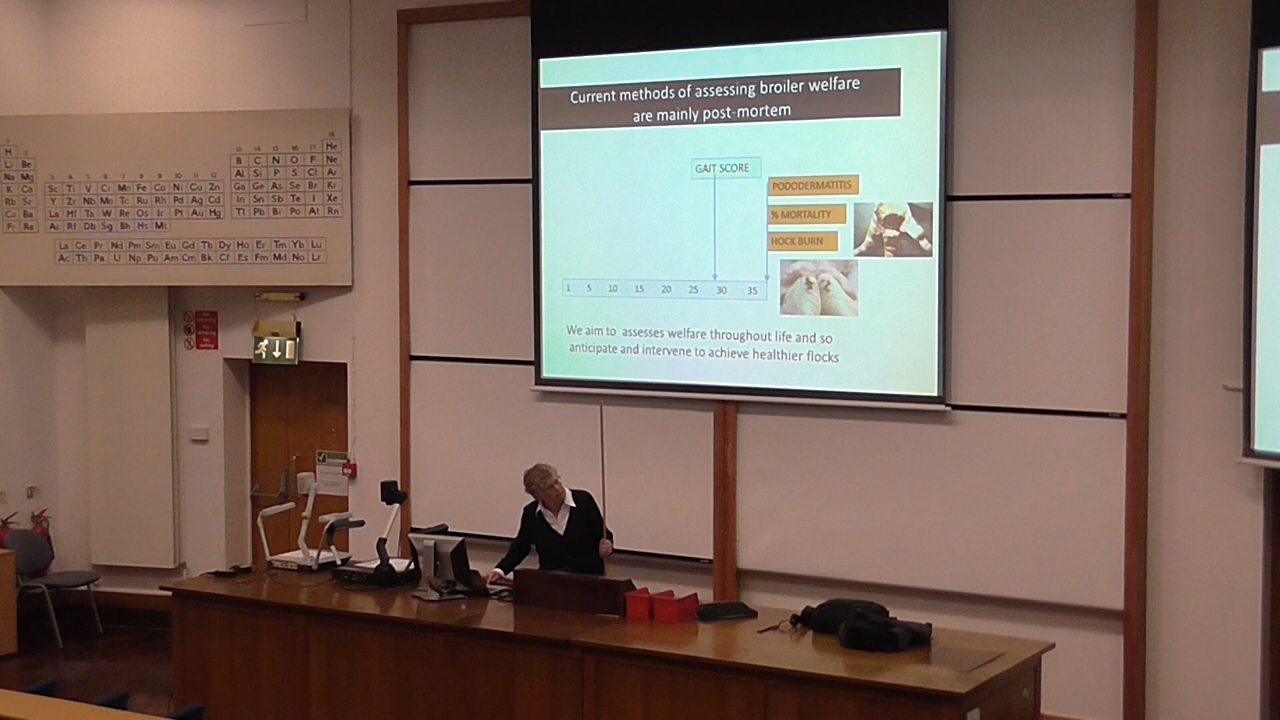 Current methods of assessing broiler welfare
are mainly post-mortem
GAIT SCORE
PODODERMATITIS
% MORTALITY
HOCK BURN
1 5 10 15 20 25 30 35
We aim to assesses welfare throughout life and so
anticipate and intervene to achieve healthier flocks
H He
Li Be B C N O F Ne
Na Mg Al Si P S Cl Ar
K Ca Sc Ti V Cr Mn Fe Co Ni Cu Zn Ga Ge As Se Br Kr
Rb Sr Y Zr Nb Mo Tc Ru Rh Pd Ag Cd In Sn Sb Te I Xe
Cs Ba La Hf Ta W Re Os Ir Pt Au Hg Tl Pb Bi Po At Rn
Fr Ra Ac Rf Db Sg Bh Hs Mt
La Ce Pr Nd Pm Sm Eu Gd Tb Dy Ho Er Tm Yb Lu
Ac Th Pa U Np Pu Am Cm Bk Cf Es Fm Md No Lr